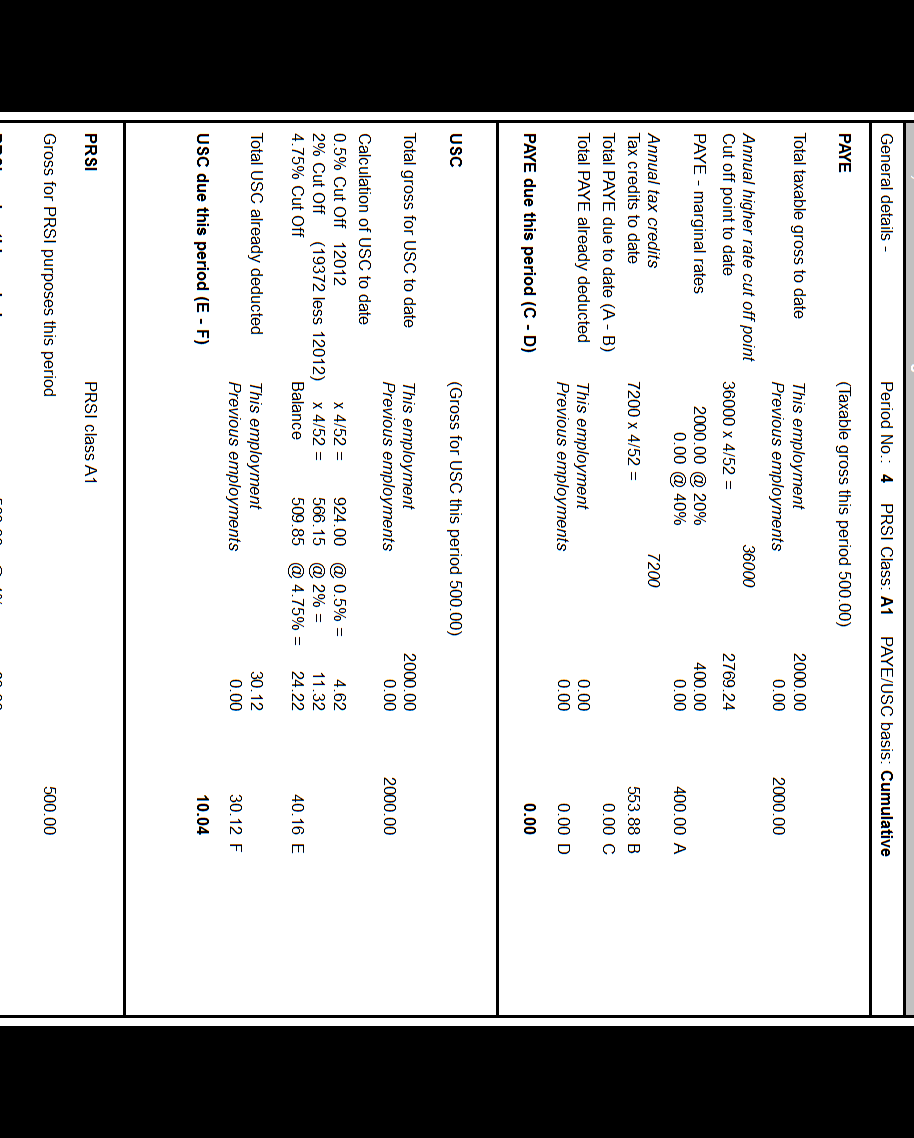 General details - Period No.: 4 PRSI Class: A1 PAYE/USC basis: Cumulative
PAYE (Taxable gross this period 500.00)
Total taxable gross to date This employment 2000.00
Previous employments 0.00 2000.00
Annual higher rate cut off point 36000
Cut off point to date 36000 x 4/52 = 2769.24
PAYE - marginal rates 2000.00 @ 20% 400.00
0.00 @ 40% 0.00 400.00 A
Annual tax credits 7200
Tax credits to date 7200 x 4/52 = 553.88 B
Total PAYE due to date (A - B) 0.00 C
Total PAYE already deducted This employment 0.00
Previous employments 0.00 0.00 D
PAYE due this period (C - D) 0.00
USC (Gross for USC this period 500.00)
Total gross for USC to date This employment 2000.00
Previous employments 0.00 2000.00
Calculation of USC to date
0.5% Cut Off 12012 x 4/52 = 924.00 @ 0.5% = 4.62
2% Cut Off (19372 less 12012) x 4/52 = 566.15 @ 2% = 11.32
4.75% Cut Off Balance 509.85 @ 4.75% = 24.22 40.16 E
Total USC already deducted This employment 30.12
Previous employments 0.00 30.12 F
USC due this period (E - F) 10.04
PRSI PRSI class A1
Gross for PRSI purposes this period 500.00